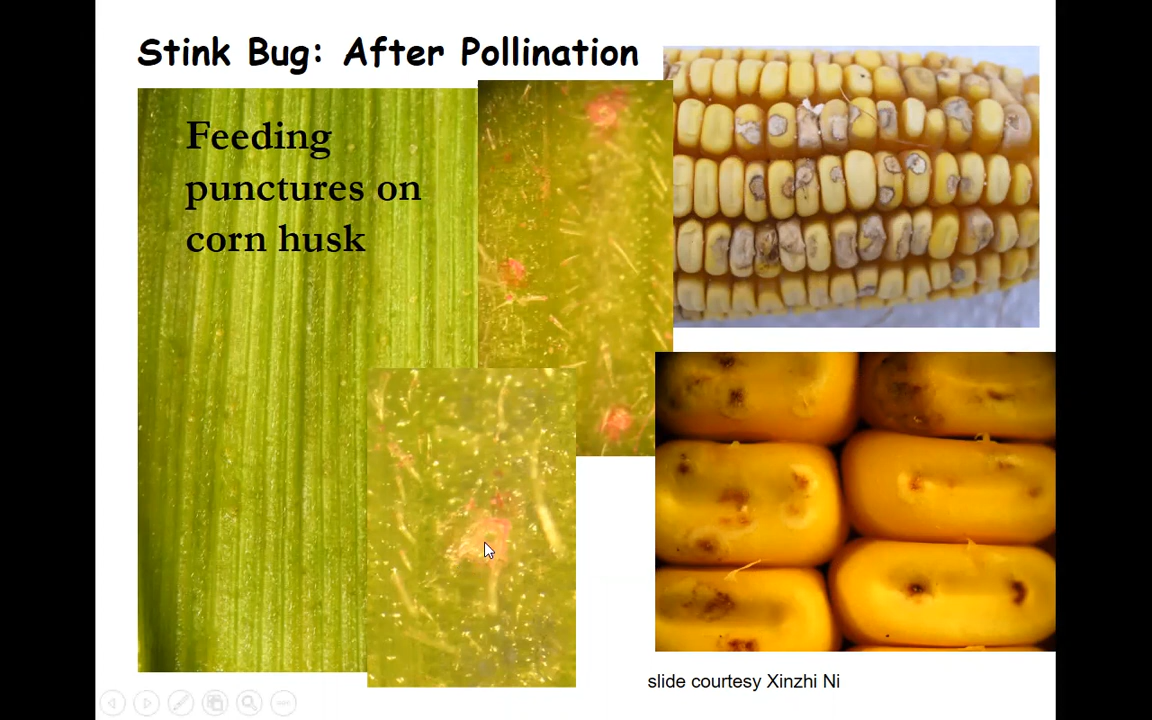 Stink Bug: After Pollination
Feeding
punctures on
corn husk
slide courtesy Xinzhi Ni